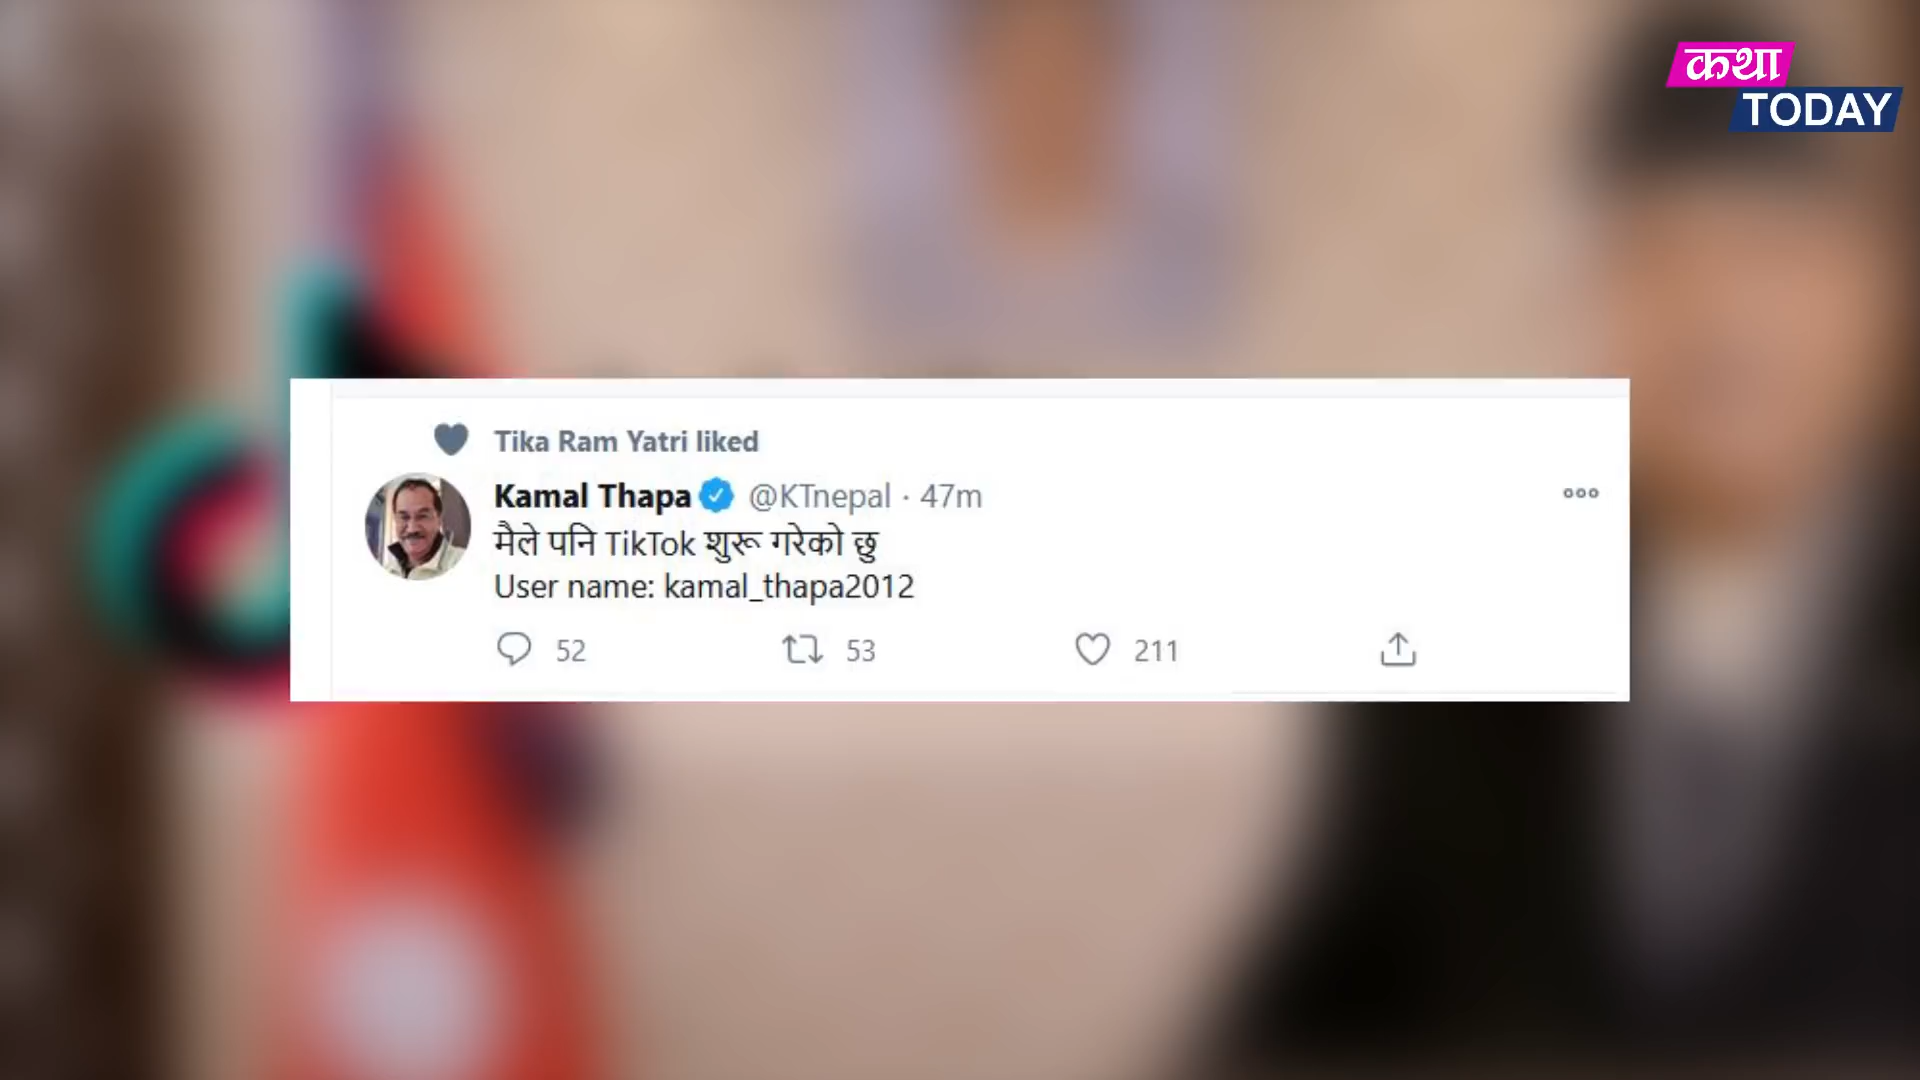 कथा
TODAY
Tika Ram Yatri liked
Kamal Thapa @KTnepal · 47m
मैले पनि TikTok शुरू गरेको छु
User name: kamal_thapa2012
52 53 211